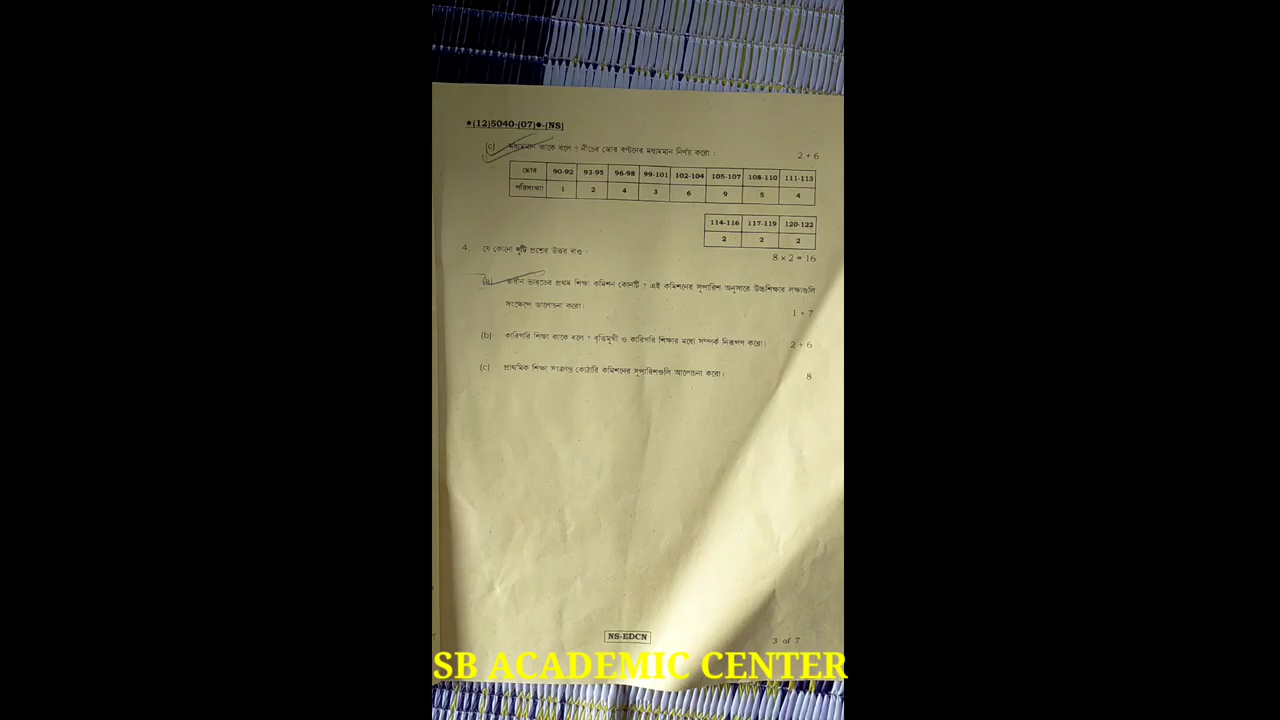 ★(12)5040-(07)●-(NS)
(c) মধ্যমমান কাকে বলে ? নীচের স্কোর বণ্টনের মধ্যমমান নির্ণয় করো : 2 + 6
স্কোর 90-92 93-95 96-98 99-101 102-104 105-107 108-110 111-113
পরিসংখ্যা 1 2 4 3 6 9 5 4
114-116 117-119 120-122
2 2 2
4. যে কোনো দুটি প্রশ্নের উত্তর দাও : 8 x 2 = 16
(a) স্বাধীন ভারতের প্রথম শিক্ষা কমিশন কোনটি ? এই কমিশনের সুপারিশ অনুসারে উচ্চশিক্ষার লক্ষ্যগুলি
সংক্ষেপে আলোচনা করো। 1 + 7
(b) কারিগরি শিক্ষা কাকে বলে ? বৃত্তিমুখী ও কারিগরি শিক্ষার মধ্যে সম্পর্ক নিরূপণ করো। 2 + 6
(c) প্রাথমিক শিক্ষা সংক্রান্ত কোঠারি কমিশনের সুপারিশগুলি আলোচনা করো। 8
NS-EDCN
3 of 7
SB ACADEMIC CENTER